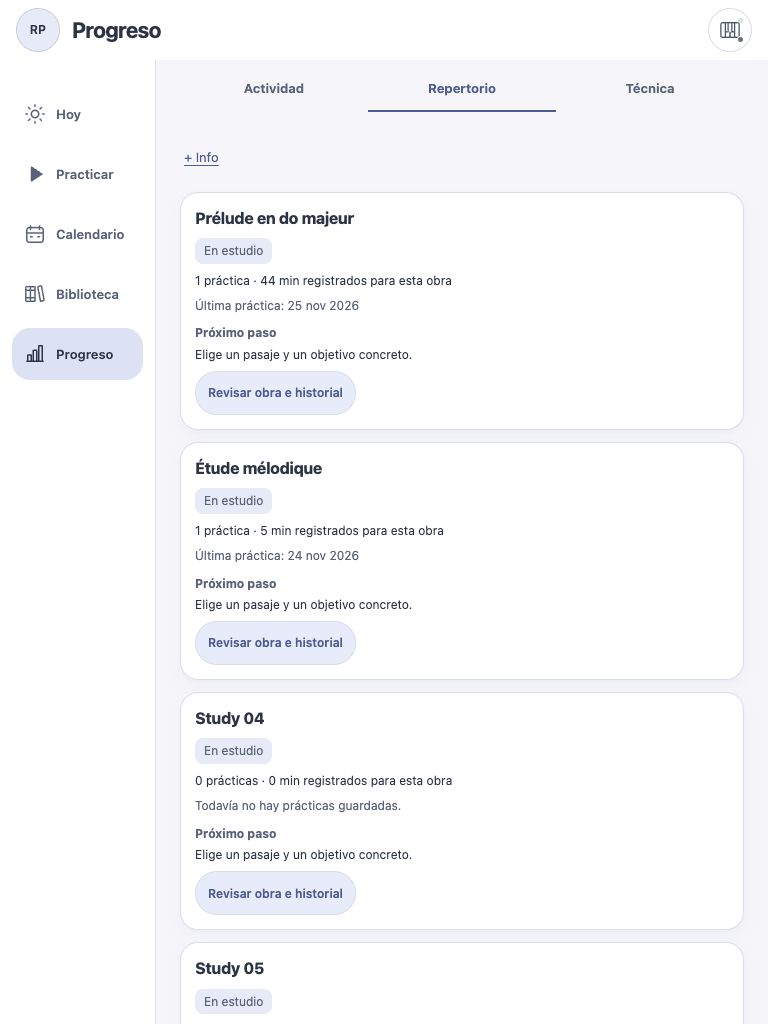 RP
Progreso
Hoy
Practicar
Calendario
Biblioteca
Progreso
Actividad
Repertorio
Técnica
+ Info
Prélude en do majeur
En estudio
1 práctica · 44 min registrados para esta obra
Última práctica: 25 nov 2026
Próximo paso
Elige un pasaje y un objetivo concreto.
Revisar obra e historial
Étude mélodique
En estudio
1 práctica · 5 min registrados para esta obra
Última práctica: 24 nov 2026
Próximo paso
Elige un pasaje y un objetivo concreto.
Revisar obra e historial
Study 04
En estudio
0 prácticas · 0 min registrados para esta obra
Todavía no hay prácticas guardadas.
Próximo paso
Elige un pasaje y un objetivo concreto.
Revisar obra e historial
Study 05
En estudio